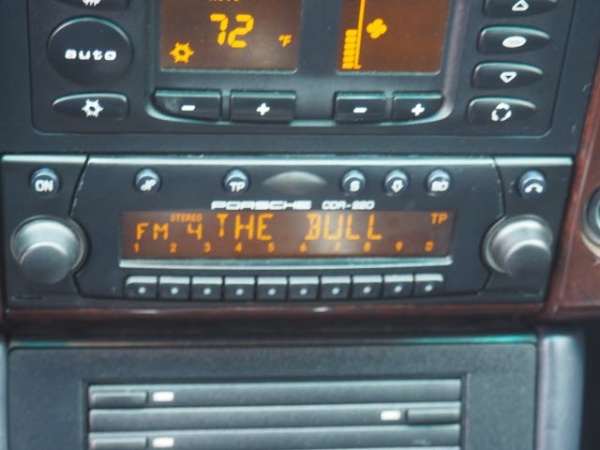 72 °F
auto
ON TP S
PORSCHE CDR-220
STEREO
FM 4 THE BULL TP
1 2 3 4 5 6 7 8 9 0